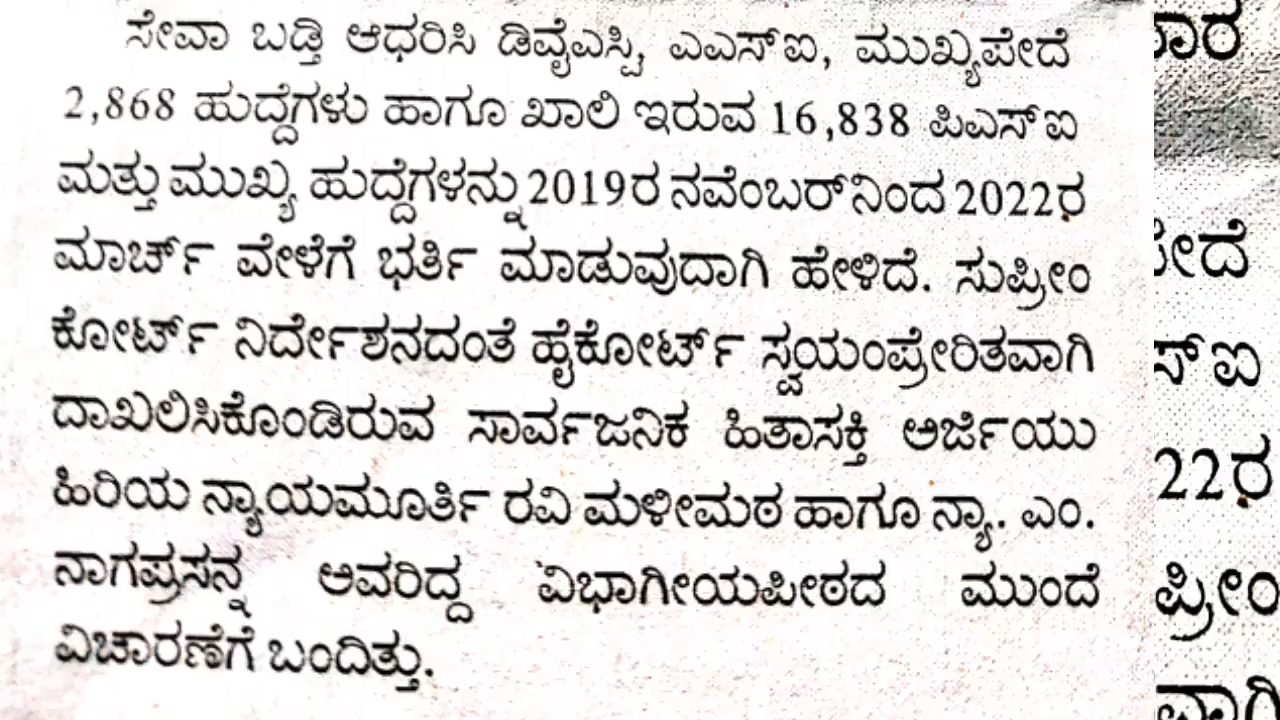 ಸೇವಾ ಬಡ್ತಿ ಆಧರಿಸಿ ಡಿವೈಎಸ್ಪಿ ಎಎಸ್‌ಐ, ಮುಖ್ಯಪೇದೆ
2,868 ಹುದ್ದೆಗಳು ಹಾಗೂ ಖಾಲಿ ಇರುವ 16,838 ಪಿಎಸ್‌ಐ
ಮತ್ತು ಮುಖ್ಯ ಹುದ್ದೆಗಳನ್ನು 2019ರ ನವೆಂಬರ್‌ನಿಂದ 2022ರ
ಮಾರ್ಚ್ ವೇಳೆಗೆ ಭರ್ತಿ ಮಾಡುವುದಾಗಿ ಹೇಳಿದೆ. ಸುಪ್ರೀಂ
ಕೋರ್ಟ್ ನಿರ್ದೇಶನದಂತೆ ಹೈಕೋರ್ಟ್ ಸ್ವಯಂಪ್ರೇರಿತವಾಗಿ
ದಾಖಲಿಸಿಕೊಂಡಿರುವ ಸಾರ್ವಜನಿಕ ಹಿತಾಸಕ್ತಿ ಅರ್ಜಿಯು
ಹಿರಿಯ ನ್ಯಾಯಮೂರ್ತಿ ರವಿ ಮಳೀಮಠ ಹಾಗೂ ನ್ಯಾ. ಎಂ.
ನಾಗಪ್ರಸನ್ನ ಅವರಿದ್ದ ವಿಭಾಗೀಯಪೀಠದ ಮುಂದೆ
ವಿಚಾರಣೆಗೆ ಬಂದಿತ್ತು.
22ರ